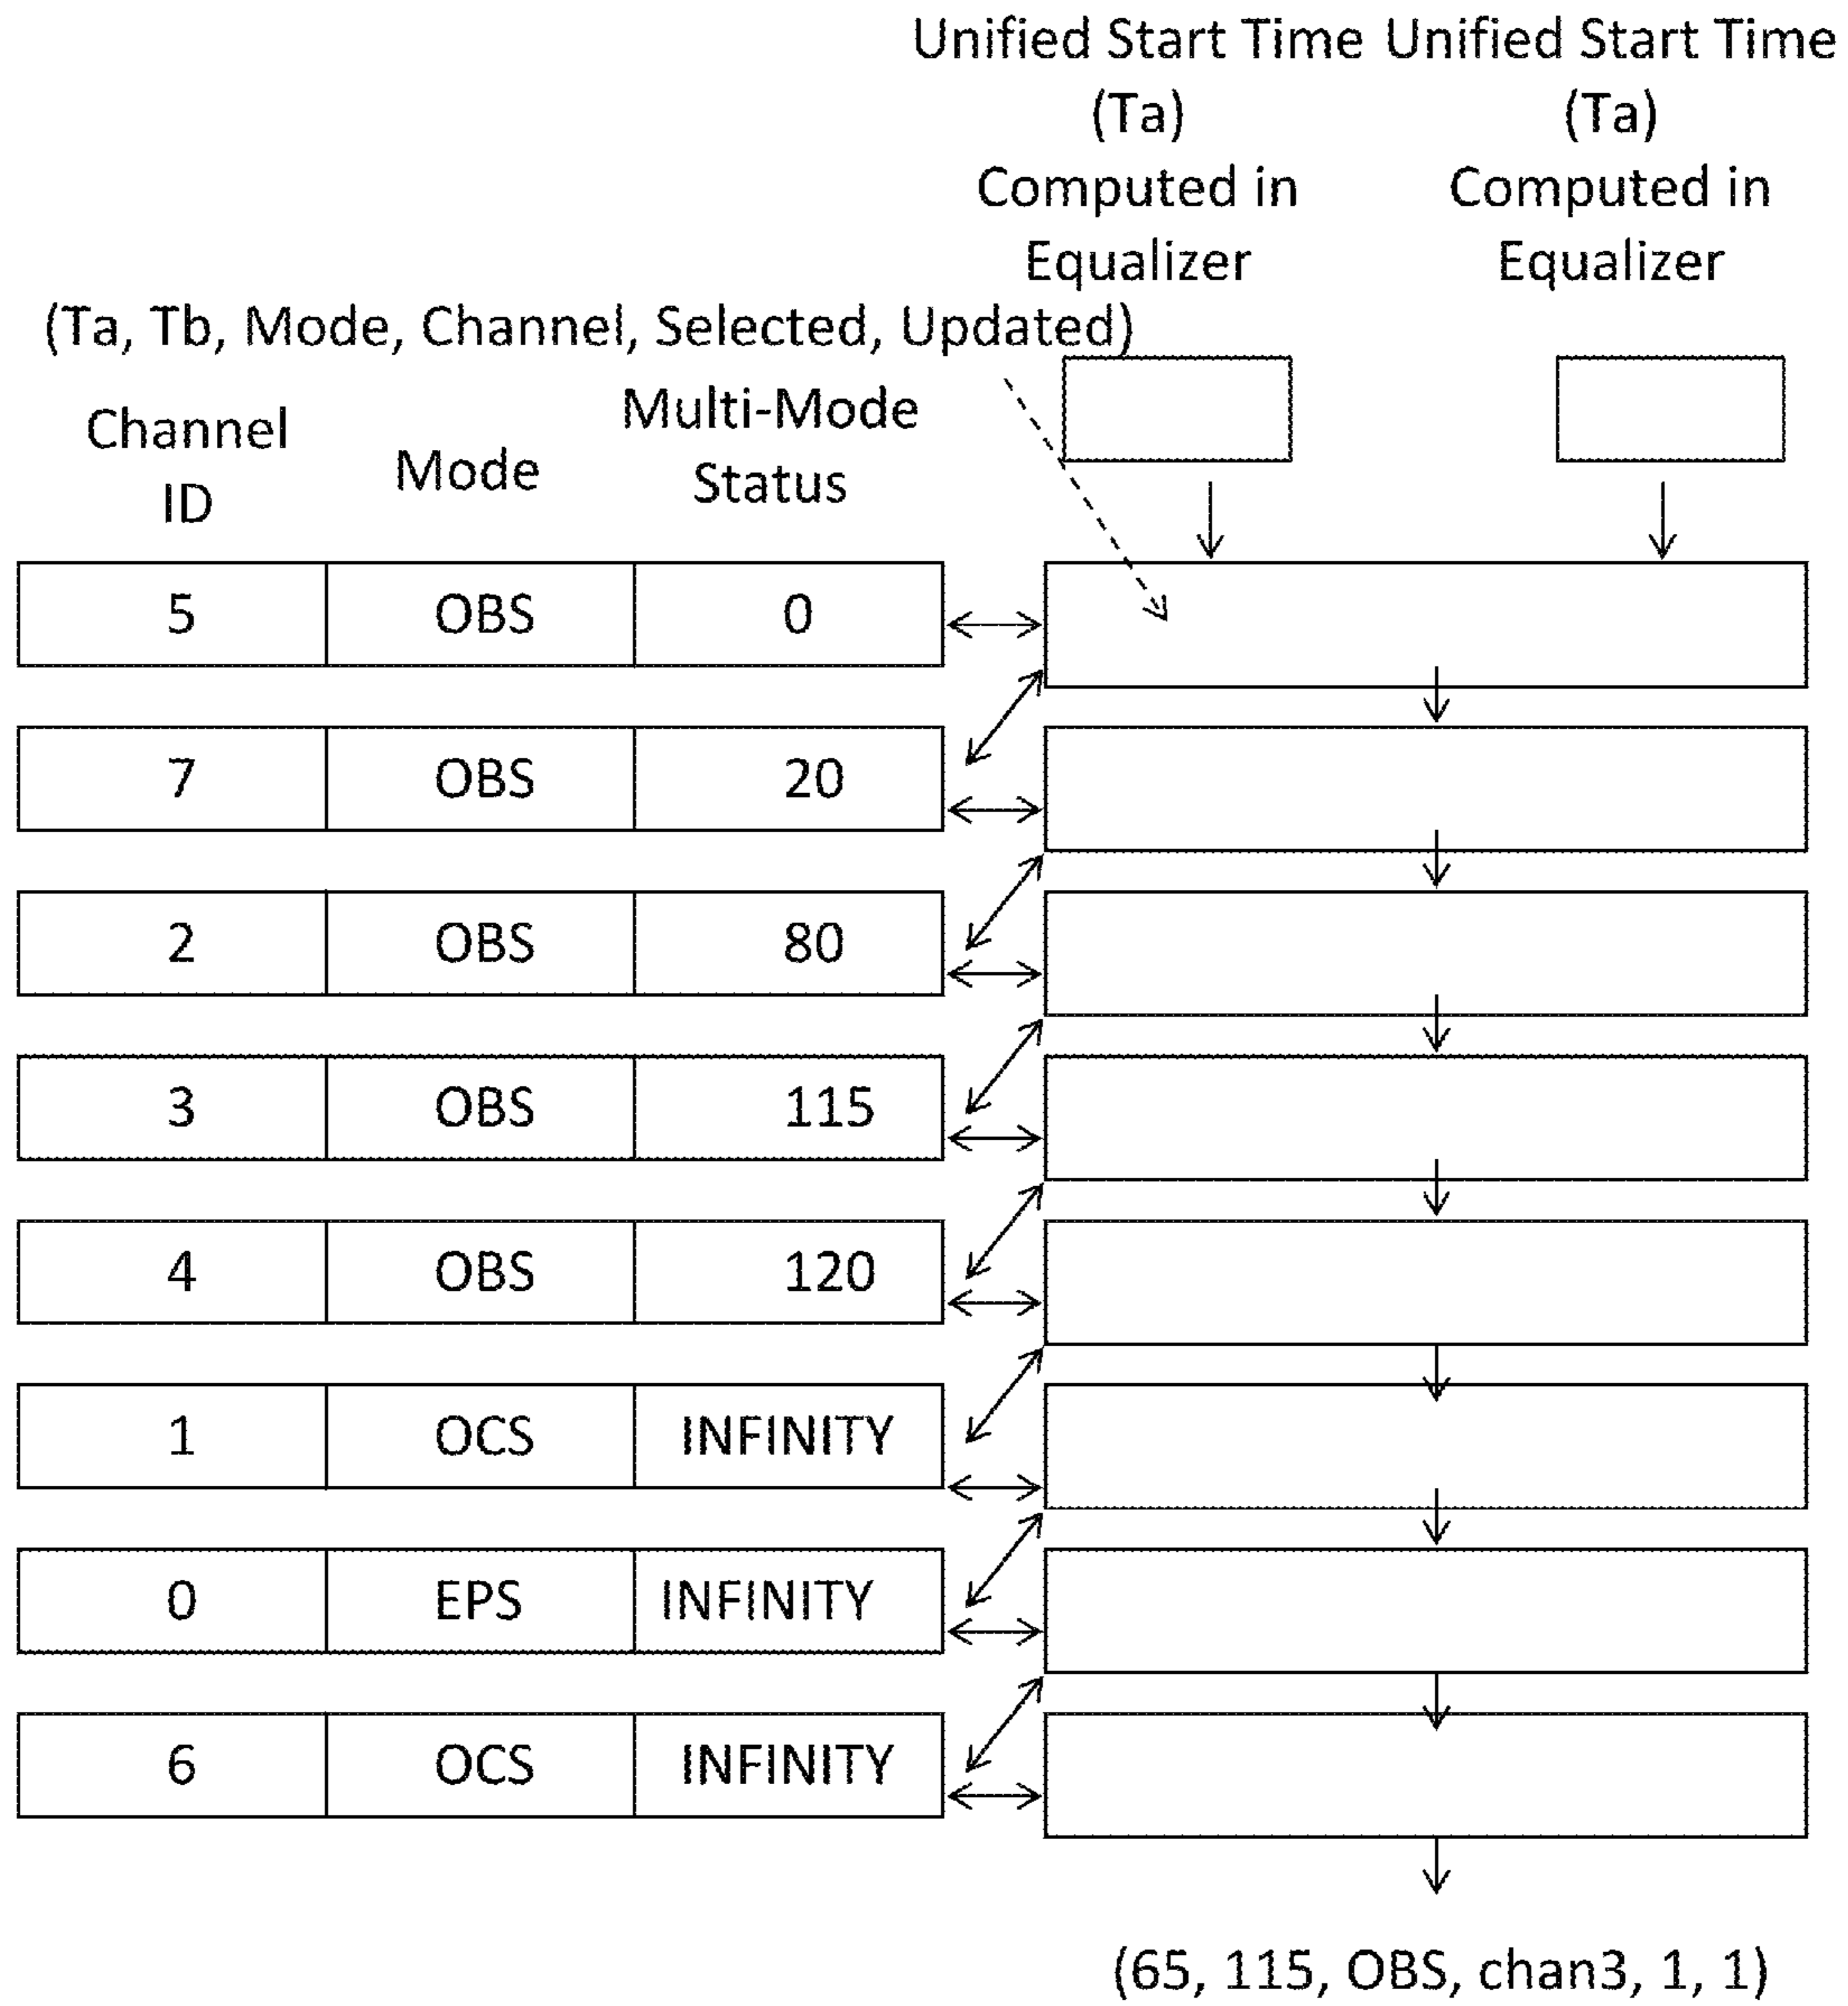 Unified Start Time Unified Start Time
(Ta) (Ta)
Computed in Computed in
Equalizer Equalizer
(Ta, Tb, Mode, Channel, Selected, Updated)
Channel ID Mode Multi-Mode Status
5 OBS 0
7 OBS 20
2 OBS 80
3 OBS 115
4 OBS 120
1 OCS INFINITY
0 EPS INFINITY
6 OCS INFINITY
(65, 115, OBS, chan3, 1, 1)